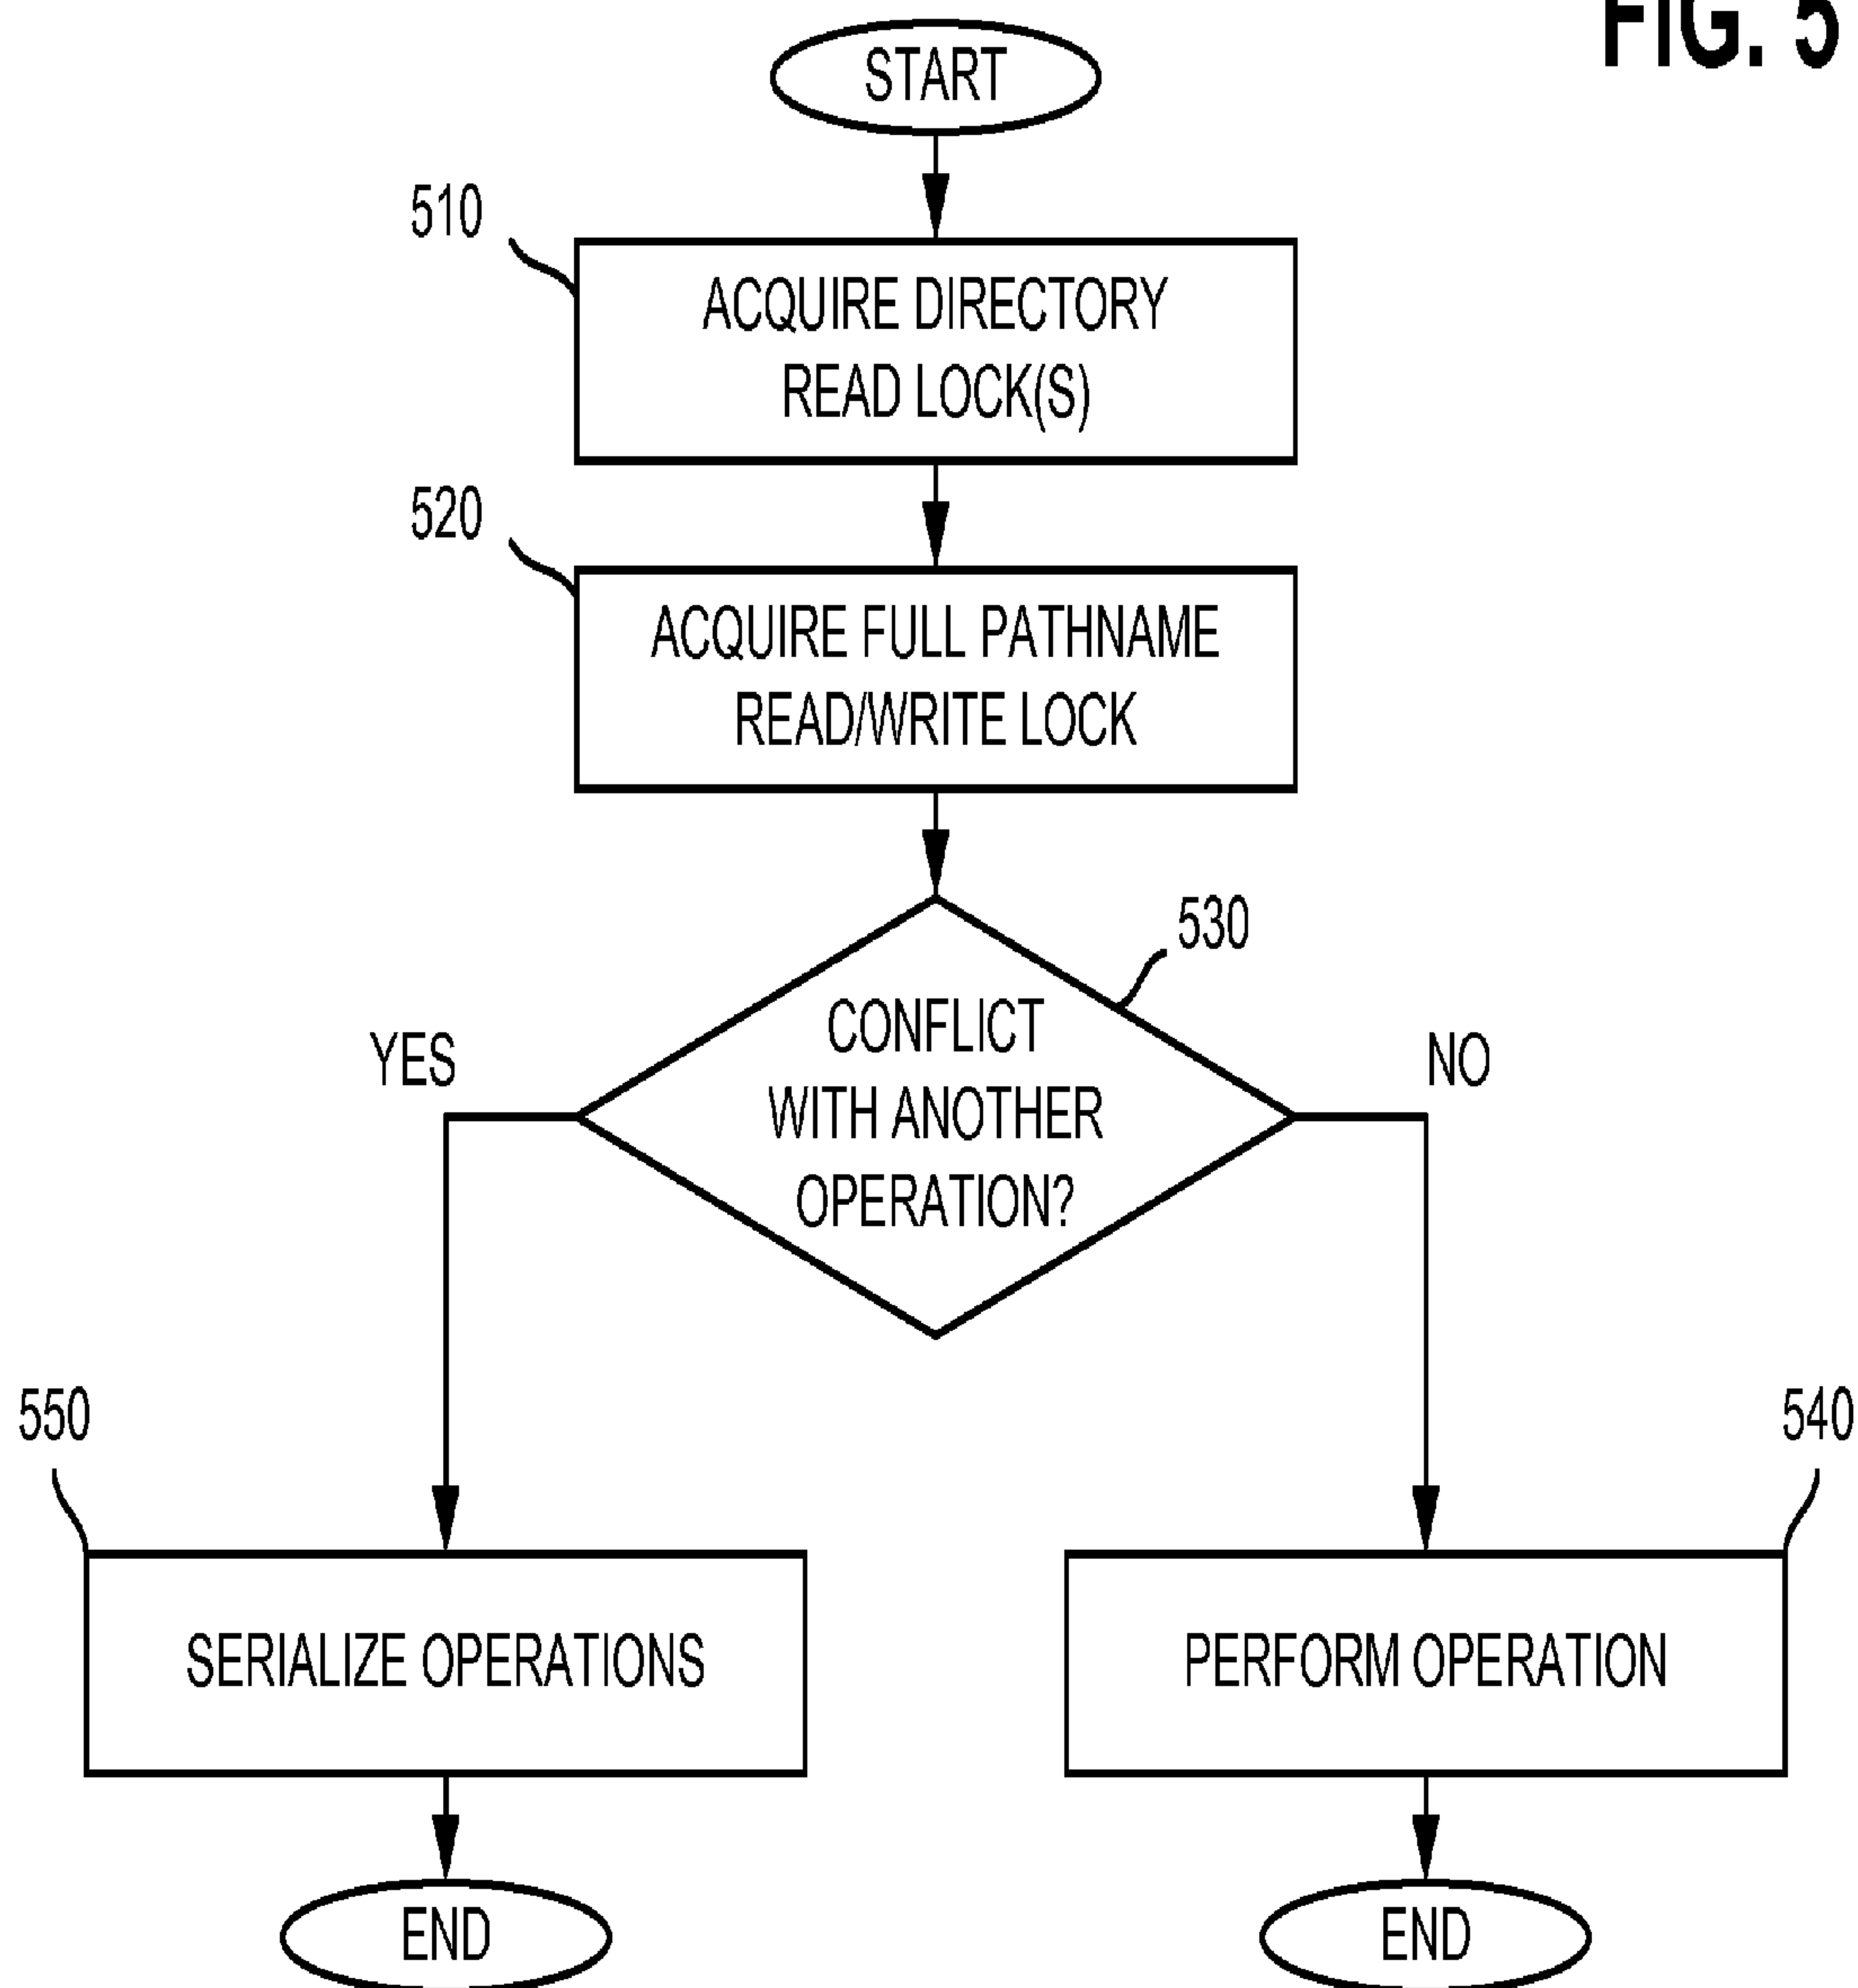 FIG. 5
START
510
ACQUIRE DIRECTORY
READ LOCK(S)
520
ACQUIRE FULL PATHNAME
READ/WRITE LOCK
530
CONFLICT
WITH ANOTHER
OPERATION?
YES
NO
550
540
SERIALIZE OPERATIONS
PERFORM OPERATION
END
END